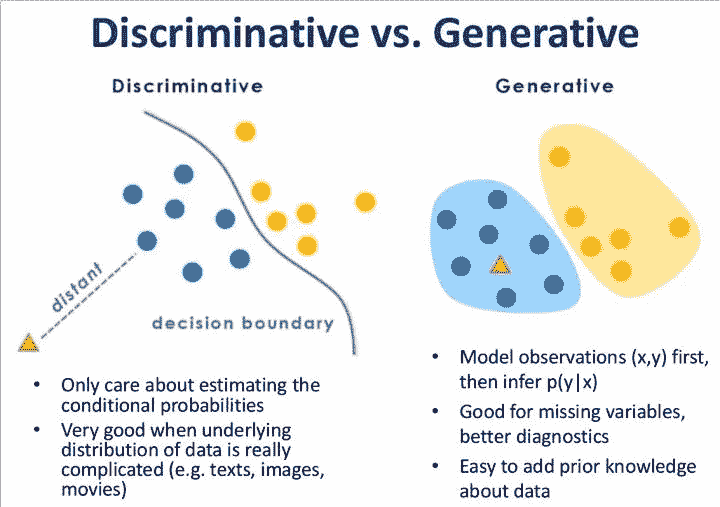 Discriminative vs. Generative
Discriminative
distant
decision boundary
• Only care about estimating the
conditional probabilities
• Very good when underlying
distribution of data is really
complicated (e.g. texts, images,
movies)
Generative
• Model observations (x,y) first,
then infer p(y|x)
• Good for missing variables,
better diagnostics
• Easy to add prior knowledge
about data